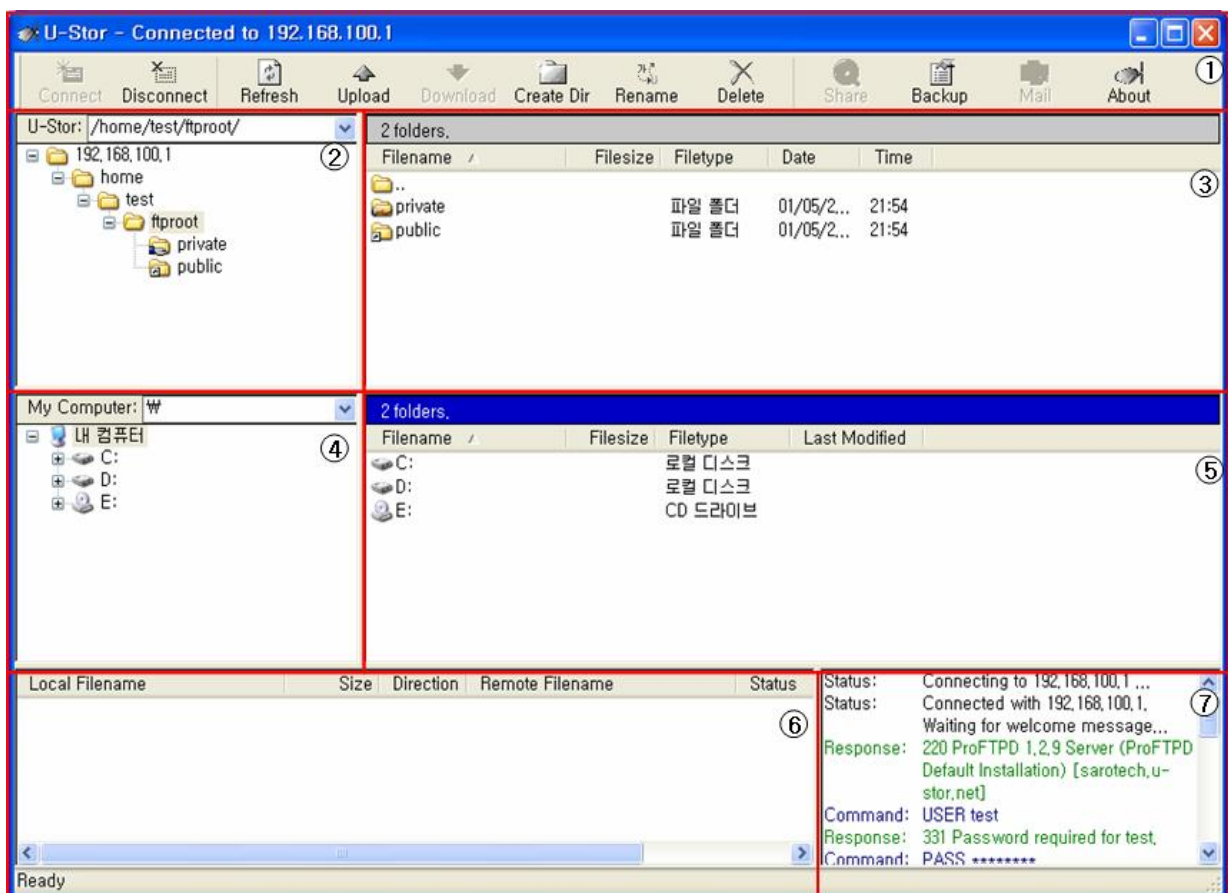 U-Stor - Connected to 192.168.100.1
Connect Disconnect Refresh Upload Download Create Dir Rename Delete Share Backup Mail About ①
U-Stor: /home/test/ftproot/
192.168.100.1 ②
home
test
ftproot
private
public
2 folders.
Filename Filesize Filetype Date Time
.. ③
private 파일 폴더 01/05/2... 21:54
public 파일 폴더 01/05/2... 21:54
My Computer: ₩
내 컴퓨터 ④
C:
D:
E:
2 folders.
Filename Filesize Filetype Last Modified
C: 로컬 디스크 ⑤
D: 로컬 디스크
E: CD 드라이브
Local Filename Size Direction Remote Filename Status
⑥
Status: Connecting to 192.168.100.1 ...
Status: Connected with 192.168.100.1. ⑦
Waiting for welcome message...
Response: 220 ProFTPD 1.2.9 Server (ProFTPD
Default Installation) [sarotech.u-
stor.net]
Command: USER test
Response: 331 Password required for test.
Command: PASS ********
Ready